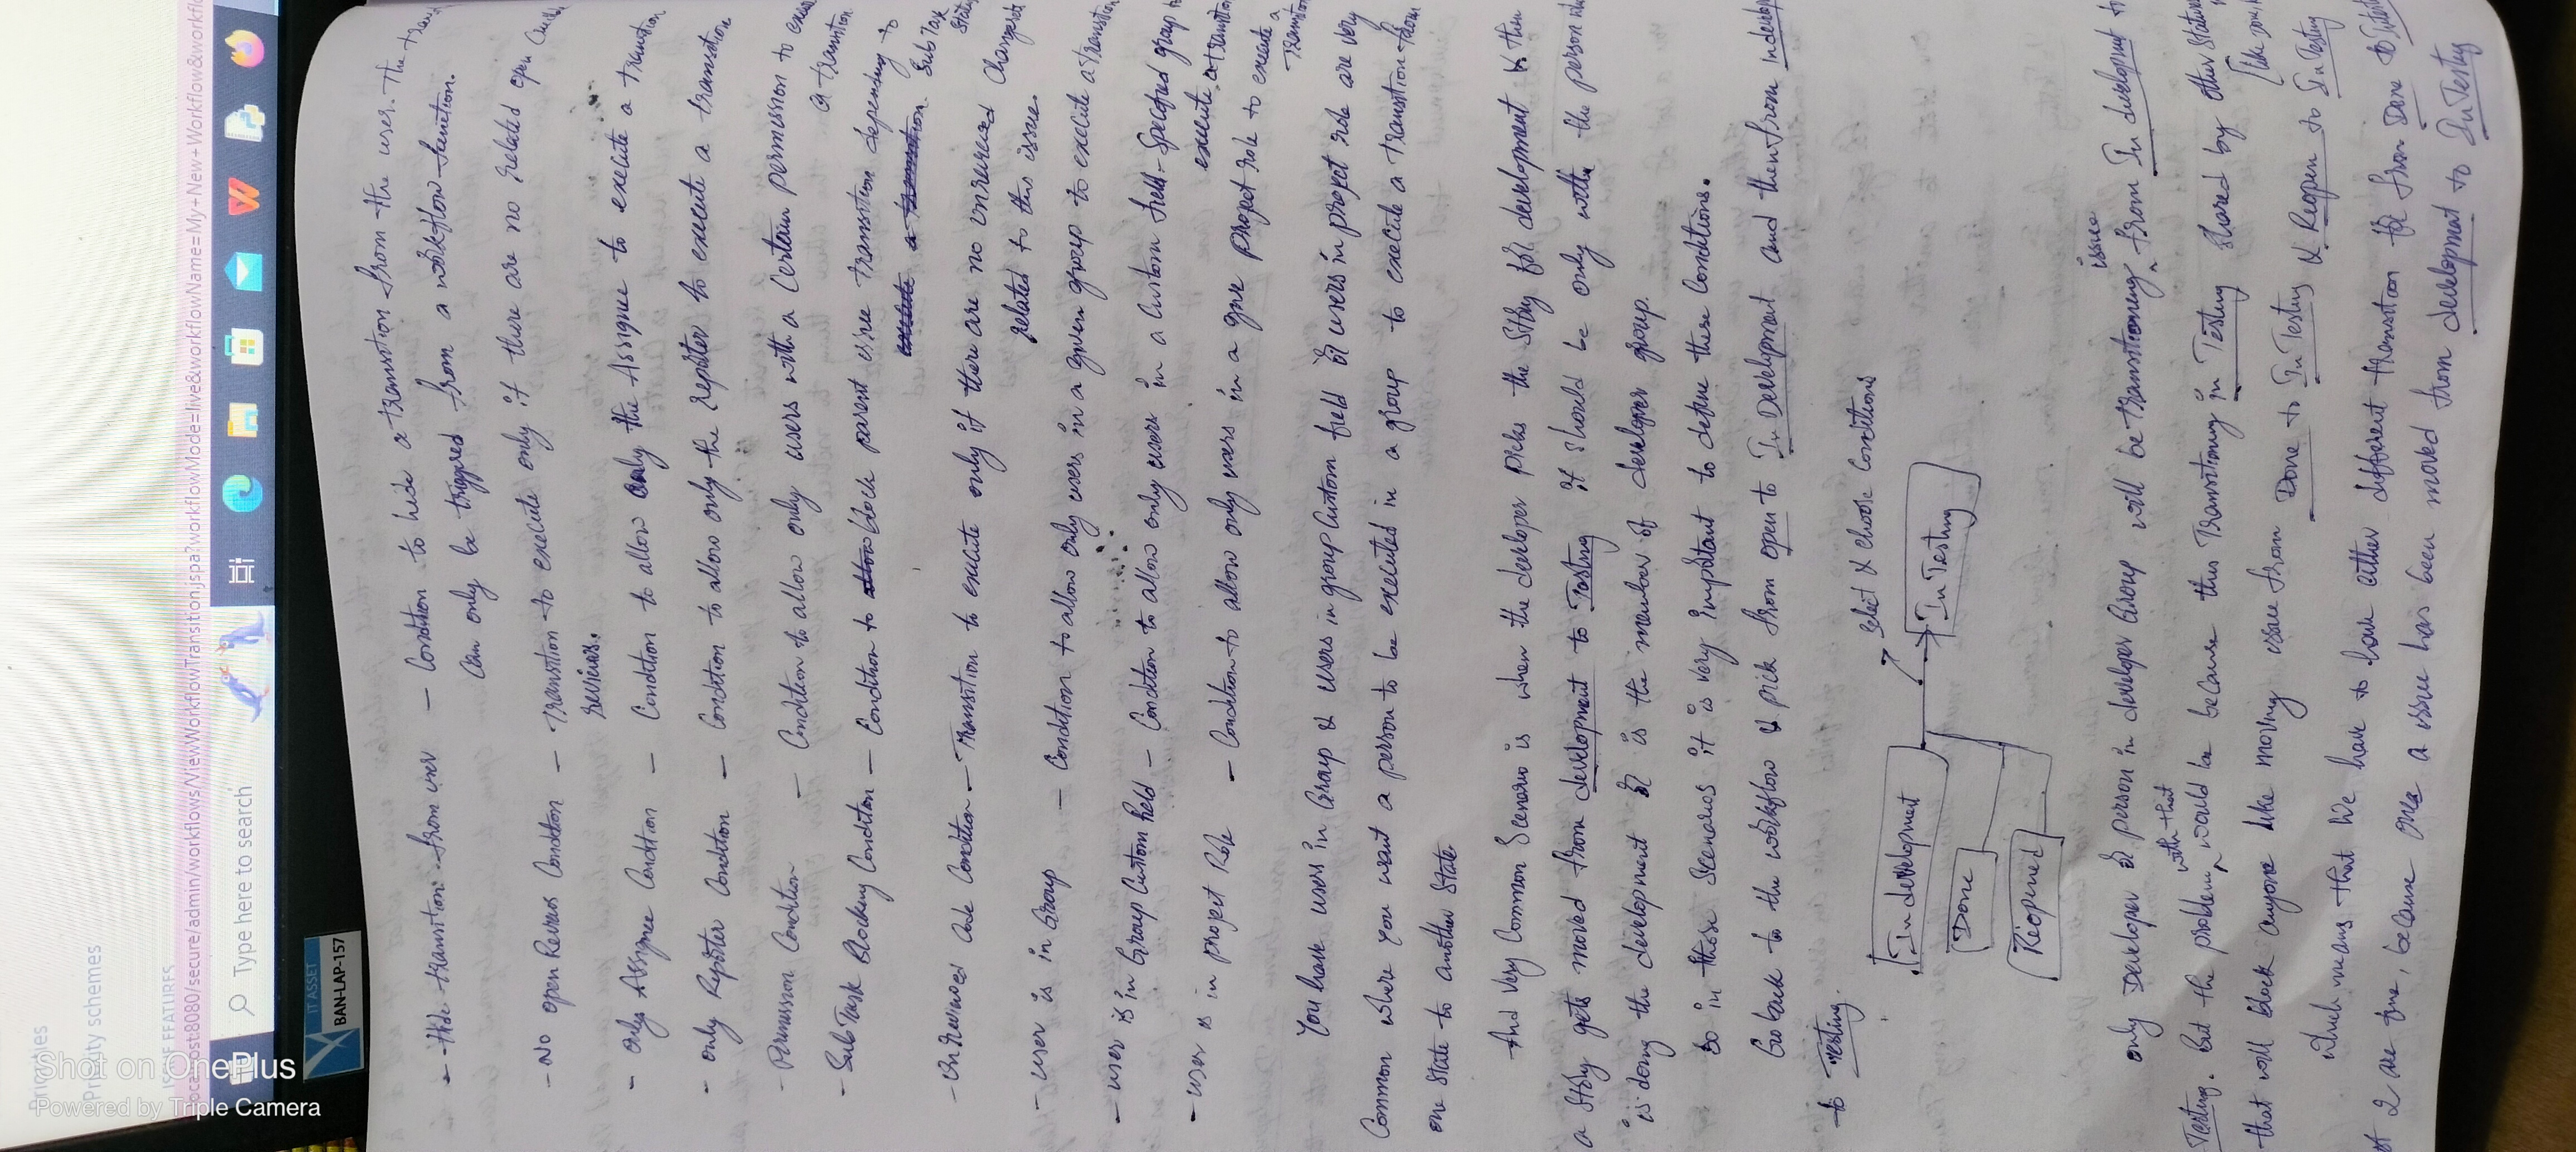 Priorities
Priority schemes
ISSUE FEATURES
localhost:8080/secure/admin/workflows/ViewWorkflowTransition.jspa?workflowMode=live&workflowName=My+New+Workflow&workfl
Type here to search
Shot on OnePlus
Powered by Triple Camera
IT ASSET
BAN-LAP-157
- Hide transition from user - Condition to hide a transition from the user. The
can only be triggered from a workflow function.
- No open Reviews Condition - Transition to execute only if there are no related open
reviews.
- only Assignee Condition - Condition to allow only the Assignee to execute a transition
- only Reporter Condition - Condition to allow only the reporter to execute a transition
- Permission Condition - Condition to allow only users with a Certain permission to
a transition
- SubTask Blocking Condition - Condition to allow block parent issue transition depending to
execute a transition. SubTask
status
- Unreviewed Code Condition - Transition to execute only if there are no unreviewed Changesets
related to this issue.
- user is in Group - Condition to allow only users in a given group to execute a transition
- user is in Group Custom field - Condition to allow only users in a Custom field-Specified group to
execute a transition
- user is in project Role - Condition to allow only users in a give project role to execute a
Transition
You have users in Group & users in group Custom field or users in project role are very
Common where you want a person to be executed in a group to execute a transition from
one state to another state.
And Very Common Scenario is when the developer picks the Story for development & then
a Story gets moved from development to Testing it should be only with the person
is doing the development or is the member of developer group.
So in those Scenarios it is very important to define these Conditions.
Go back to the workflow & pick from open to In Development and then from
to Testing.
Select & choose Conditions
In development
In Testing
Done
Reopened
issue
only Developer or person in developer Group will be transitioning from In development to
with that
Testing. But the problem would be because this Transitioning in Testing shared by other Statuses
[like Done,
that will block anyone like moving issue from Done to In Testing & Reopen to In Testing
which means that We have to have either different transition for from Done to
2 are fine, because once a issue has been moved from development to In Testing